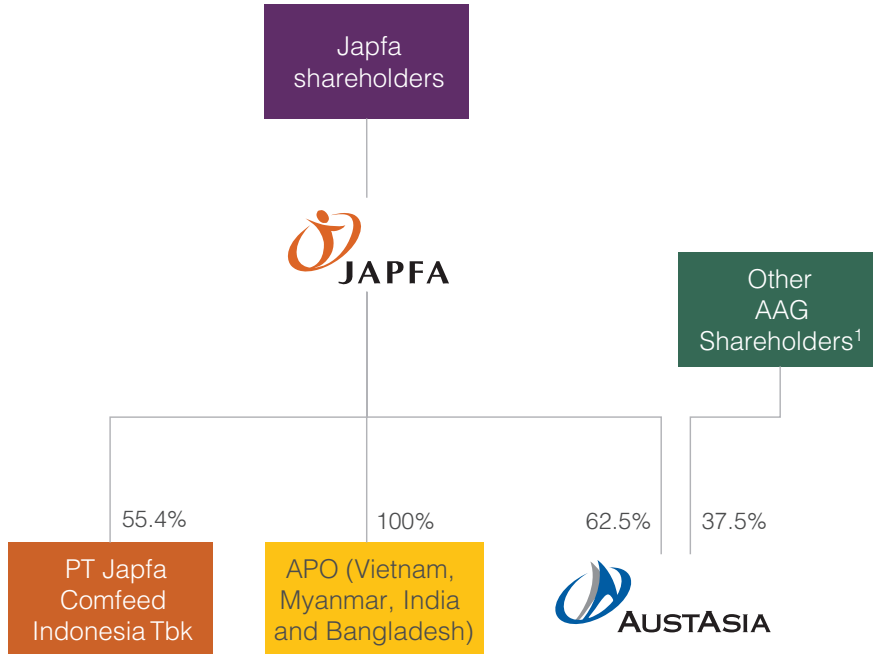 Japfa
shareholders
JAPFA
Other
AAG
Shareholders¹
55.4%
100%
62.5%
37.5%
PT Japfa
Comfeed
Indonesia Tbk
APO (Vietnam,
Myanmar, India
and Bangladesh)
AUSTASIA